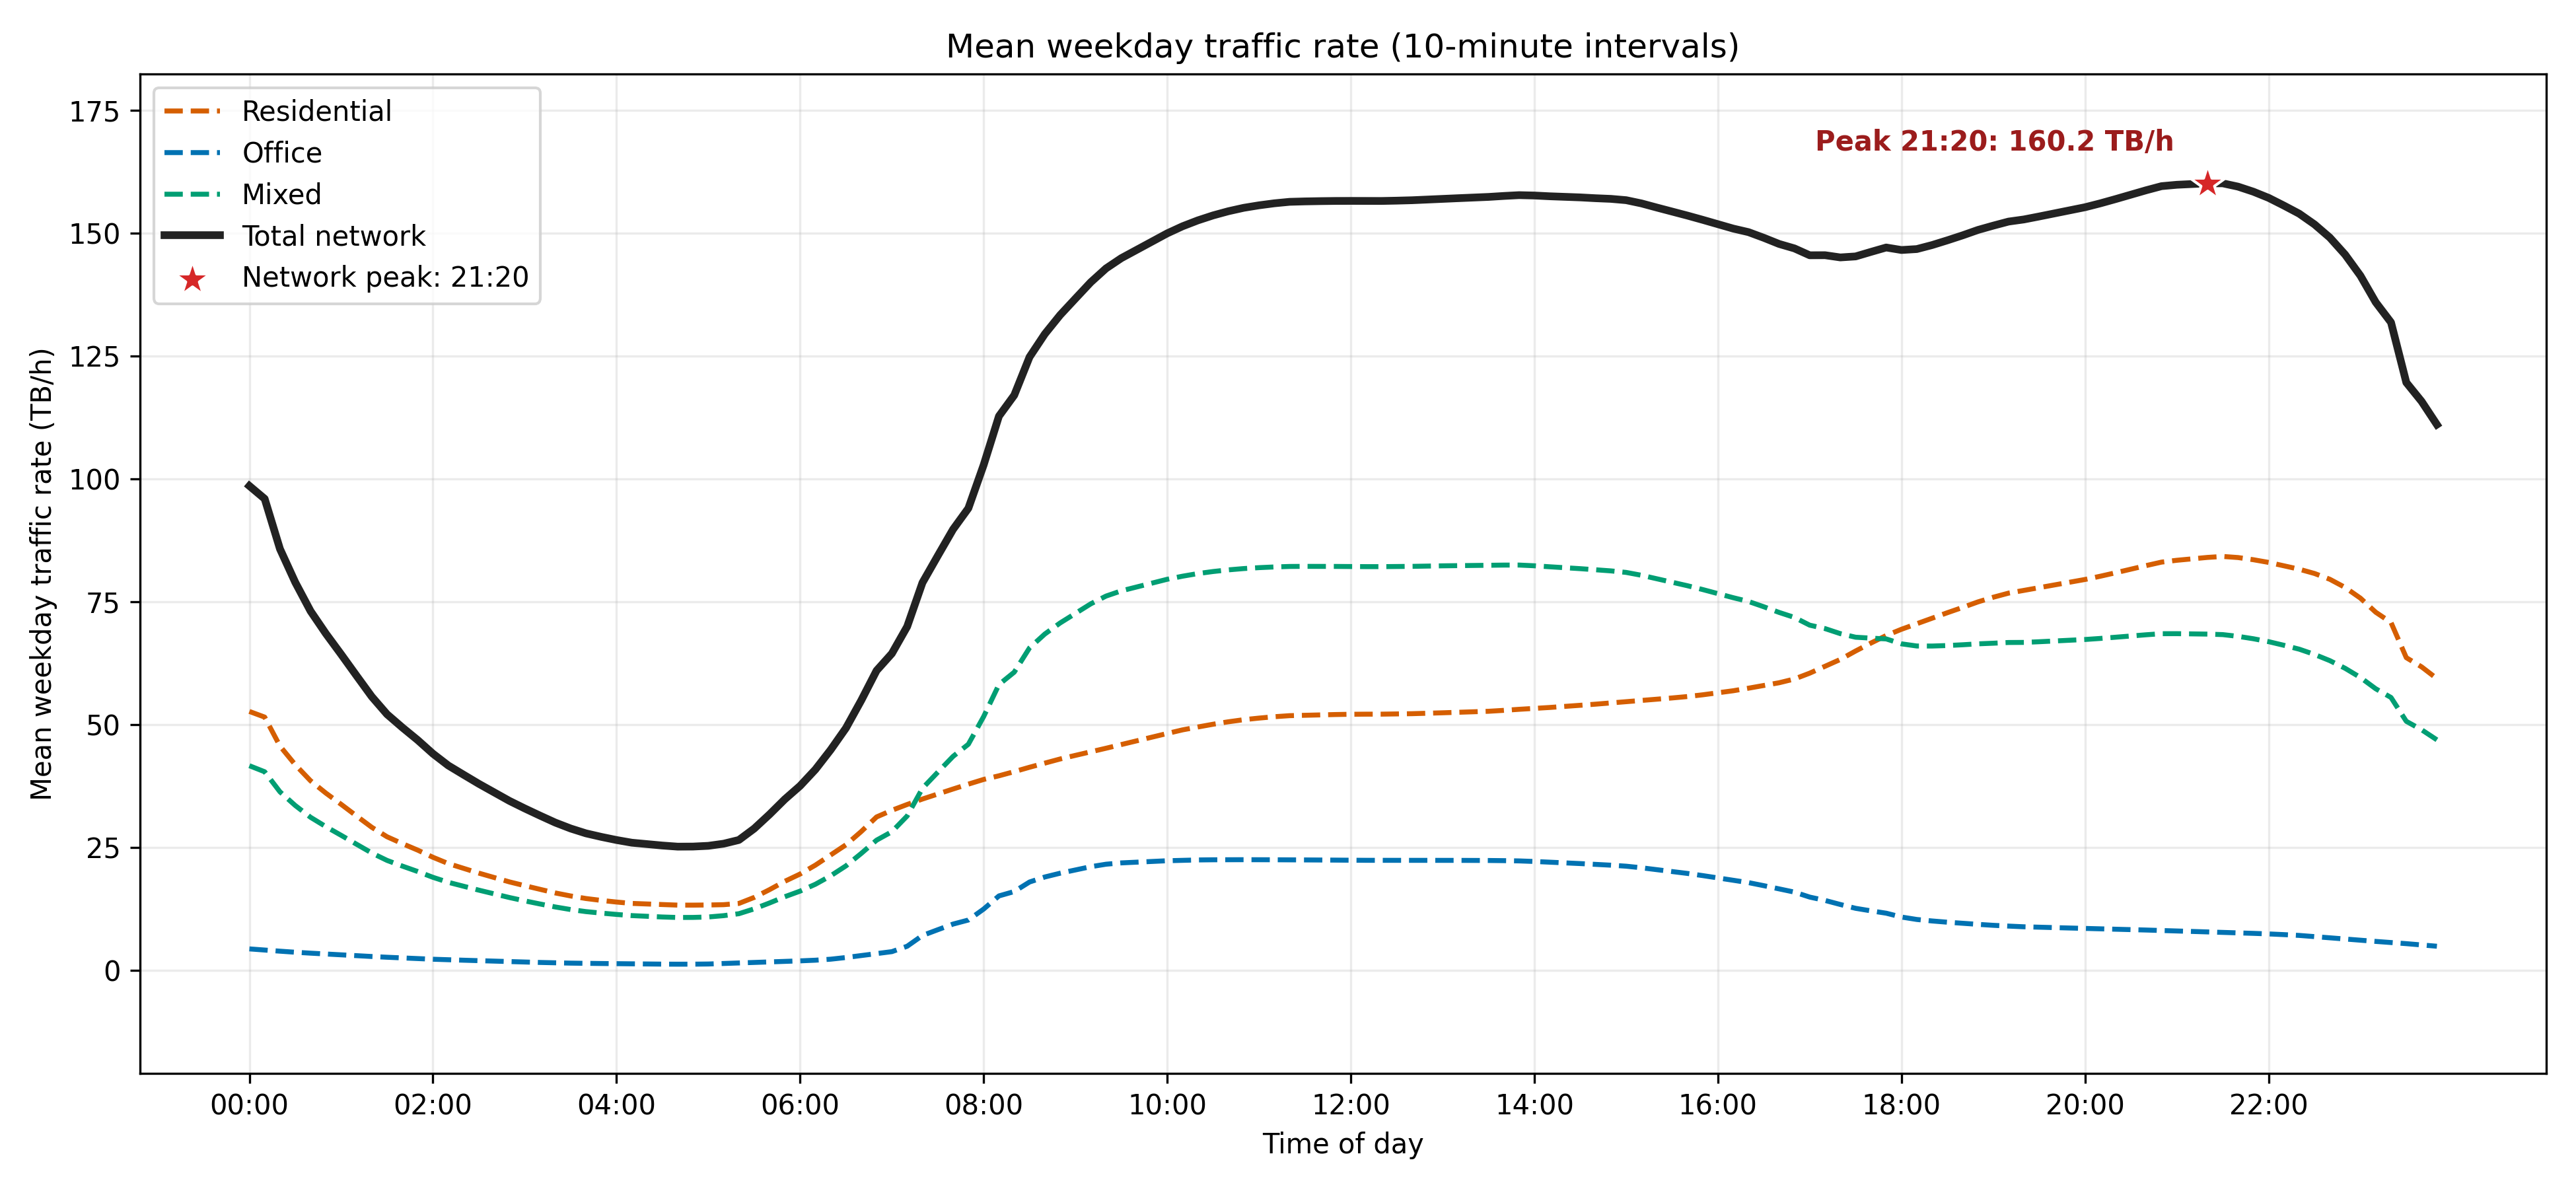 Mean weekday traffic rate (10-minute intervals)
Residential
Office
Mixed
Total network
Network peak: 21:20
Peak 21:20: 160.2 TB/h
Mean weekday traffic rate (TB/h)
175
150
125
100
75
50
25
0
00:00 02:00 04:00 06:00 08:00 10:00 12:00 14:00 16:00 18:00 20:00 22:00
Time of day